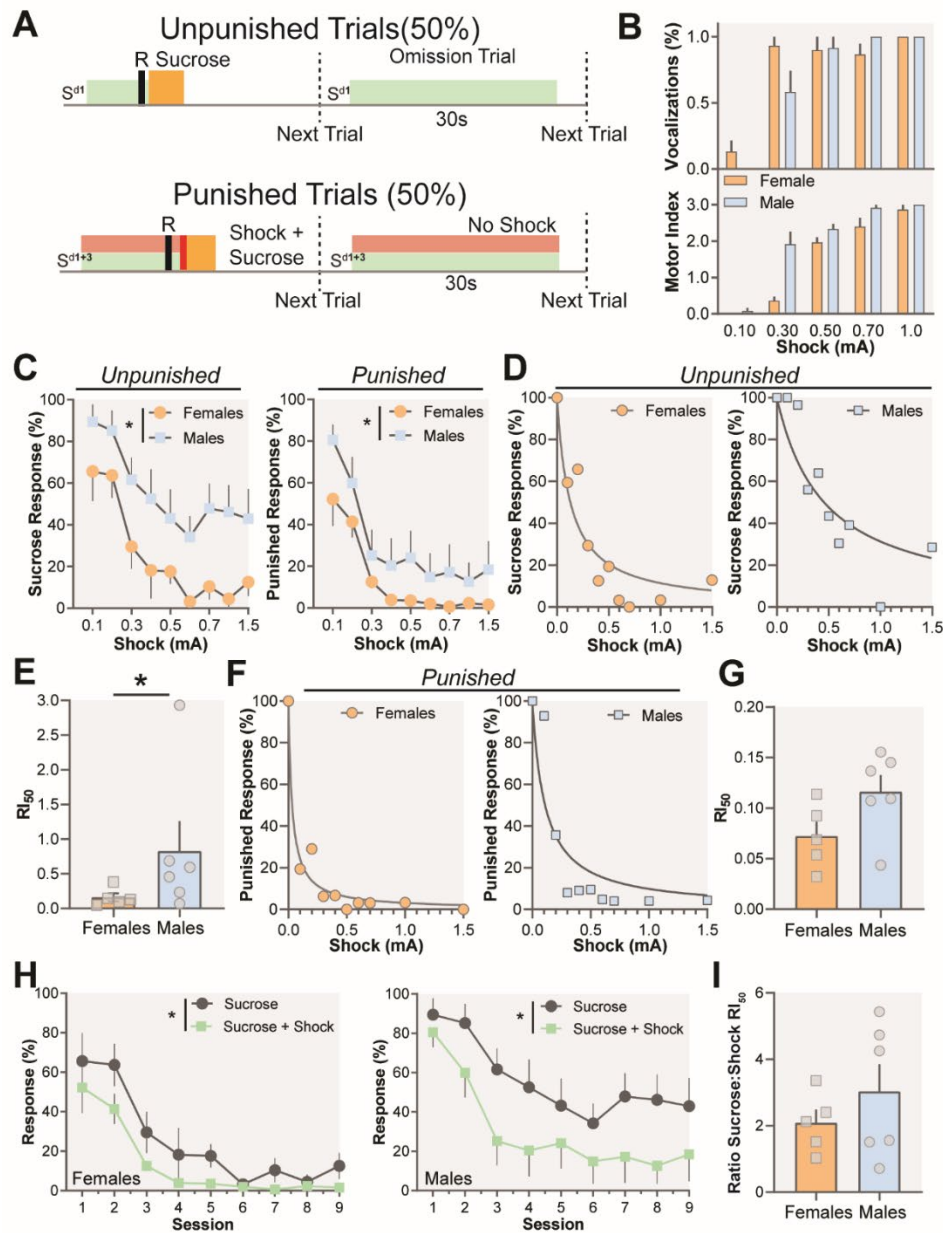 A
Unpunished Trials(50%)
R Sucrose
Omission Trial
Sd1
Sd1
30s
Next Trial
Next Trial
Punished Trials (50%)
R
Shock +
Sucrose
No Shock
Sd1+3
Sd1+3
30s
Next Trial
Next Trial
B
Vocalizations (%)
1.0
0.5
0.0
Motor Index
3.0
2.0
1.0
0.0
Female
Male
0.10 0.30 0.50 0.70 1.0
Shock (mA)
C
Unpunished
Sucrose Response (%)
100
80
60
40
20
0
* Females
Males
0.1 0.3 0.5 0.7 1.5
Shock (mA)
Punished
Punished Response (%)
100
80
60
40
20
0
* Females
Males
0.1 0.3 0.5 0.7 1.5
Shock (mA)
D
Unpunished
Sucrose Response (%)
100
80
60
40
20
0
Females
0.0 0.5 1.0 1.5
Shock (mA)
Sucrose Response (%)
100
80
60
40
20
0
Males
0.0 0.5 1.0 1.5
Shock (mA)
E
*
RI50
3.0
2.5
2.0
1.5
1.0
0.5
0.0
Females Males
F
Punished
Punished Response (%)
100
80
60
40
20
0
Females
0.0 0.5 1.0 1.5
Shock (mA)
Punished Response (%)
100
80
60
40
20
0
Males
0.0 0.5 1.0 1.5
Shock (mA)
G
RI50
0.20
0.15
0.10
0.05
0.00
Females Males
H
Response (%)
100
80
60
40
20
0
* Sucrose
Sucrose + Shock
Females
1 2 3 4 5 6 7 8 9
Session
Response (%)
100
80
60
40
20
0
* Sucrose
Sucrose + Shock
Males
1 2 3 4 5 6 7 8 9
Session
I
Ratio Sucrose:Shock RI50
6
4
2
0
Females Males